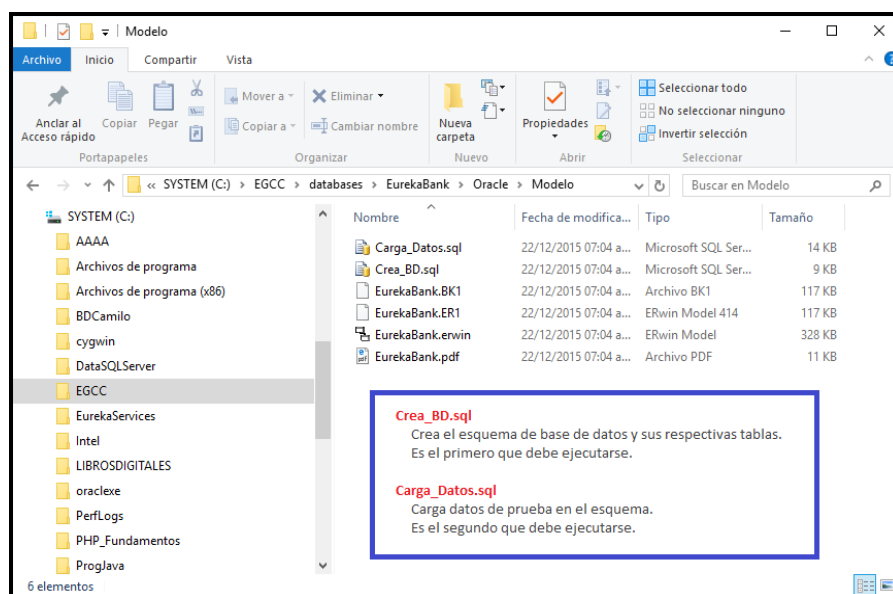 Modelo
Archivo Inicio Compartir Vista
Anclar al Acceso rápido
Copiar
Pegar
Mover a
Copiar a
Eliminar
Cambiar nombre
Nueva carpeta
Propiedades
Seleccionar todo
No seleccionar ninguno
Invertir selección
Portapapeles Organizar Nuevo Abrir Seleccionar
« SYSTEM (C:) > EGCC > databases > EurekaBank > Oracle > Modelo
Buscar en Modelo
SYSTEM (C:)
AAAA
Archivos de programa
Archivos de programa (x86)
BDCamilo
cygwin
DataSQLServer
EGCC
EurekaServices
Intel
LIBROSDIGITALES
oraclexe
PerfLogs
PHP_Fundamentos
ProgJava
Nombre Fecha de modifica... Tipo Tamaño
Carga_Datos.sql 22/12/2015 07:04 a... Microsoft SQL Ser... 14 KB
Crea_BD.sql 22/12/2015 07:04 a... Microsoft SQL Ser... 9 KB
EurekaBank.BK1 22/12/2015 07:04 a... Archivo BK1 117 KB
EurekaBank.ER1 22/12/2015 07:04 a... ERwin Model 414 117 KB
EurekaBank.erwin 22/12/2015 07:04 a... ERwin Model 328 KB
EurekaBank.pdf 22/12/2015 07:04 a... Archivo PDF 11 KB
Crea_BD.sql
Crea el esquema de base de datos y sus respectivas tablas.
Es el primero que debe ejecutarse.
Carga_Datos.sql
Carga datos de prueba en el esquema.
Es el segundo que debe ejecutarse.
6 elementos